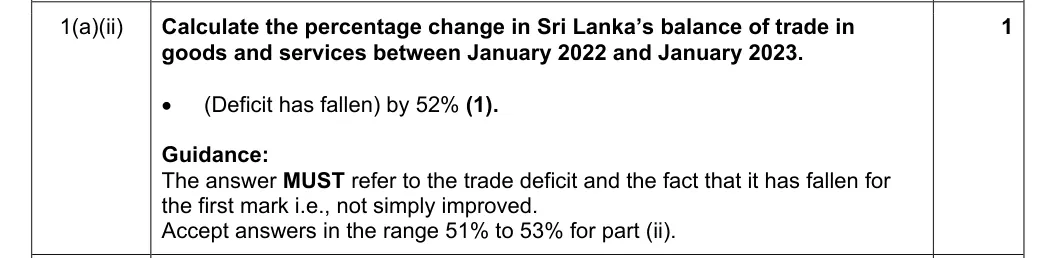 1(a)(ii) Calculate the percentage change in Sri Lanka’s balance of trade in 1
goods and services between January 2022 and January 2023.
• (Deficit has fallen) by 52% (1).
Guidance:
The answer MUST refer to the trade deficit and the fact that it has fallen for
the first mark i.e., not simply improved.
Accept answers in the range 51% to 53% for part (ii).